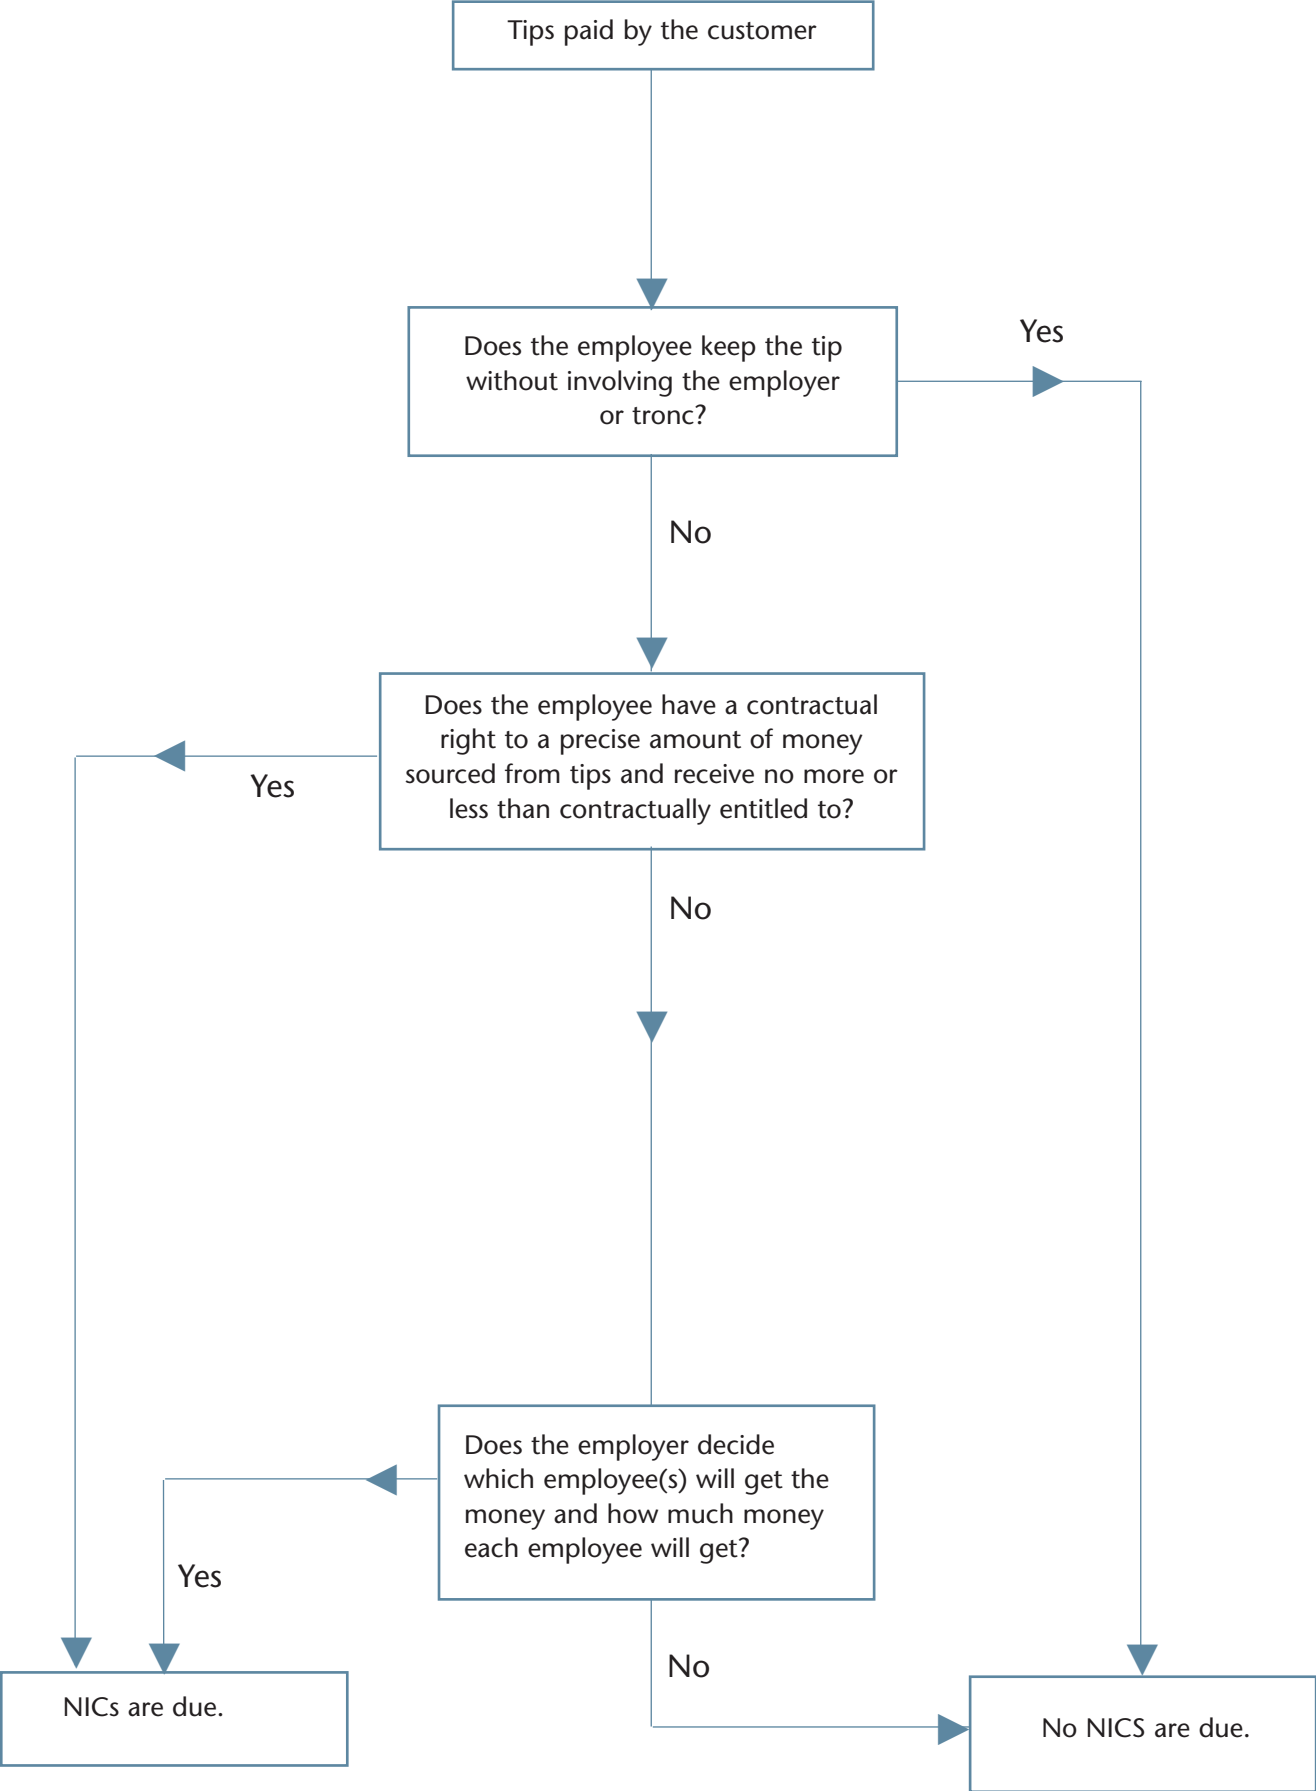 Tips paid by the customer
Does the employee keep the tip
without involving the employer
or tronc?
Yes
No
Does the employee have a contractual
right to a precise amount of money
sourced from tips and receive no more or
less than contractually entitled to?
Yes
No
Does the employer decide
which employee(s) will get the
money and how much money
each employee will get?
Yes
No
NICs are due.
No NICS are due.